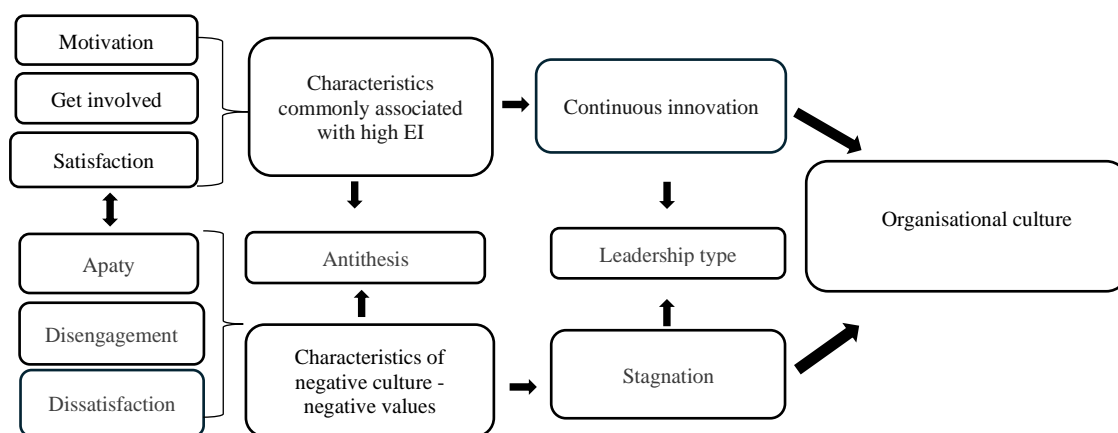 Motivation
Get involved
Satisfaction
Characteristics
commonly associated
with high EI
Continuous innovation
Organisational culture
Apaty
Disengagement
Dissatisfaction
Antithesis
Leadership type
Characteristics of
negative culture -
negative values
Stagnation